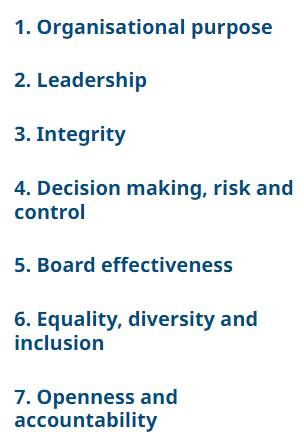 1. Organisational purpose
2. Leadership
3. Integrity
4. Decision making, risk and
control
5. Board effectiveness
6. Equality, diversity and
inclusion
7. Openness and
accountability